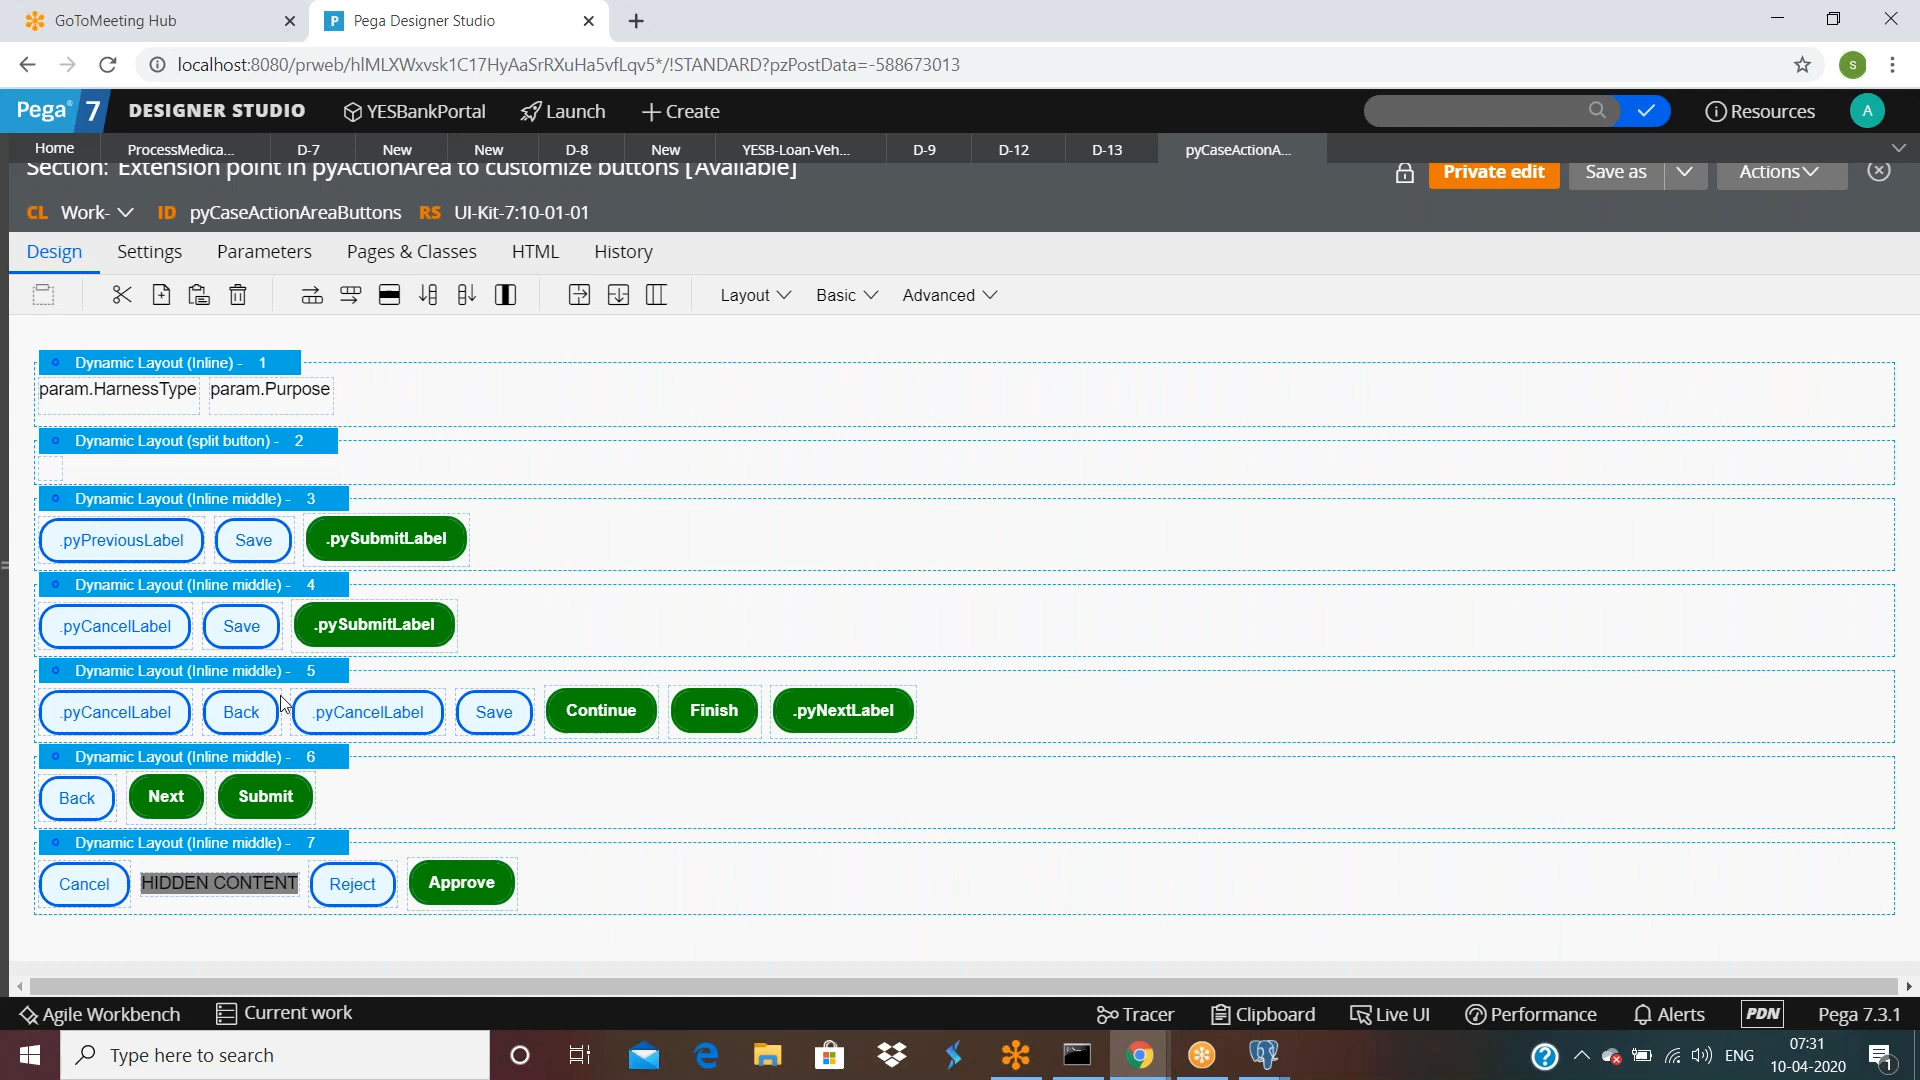 GoToMeeting Hub
Pega Designer Studio
localhost:8080/prweb/hIMLXWxvsk1C17HyAaSrRXuHa5vfLqv5*/!STANDARD?pzPostData=-588673013
s
Pega 7 DESIGNER STUDIO YESBankPortal Launch Create Resources A
Home ProcessMedica... D-7 New New D-8 New YESB-Loan-Veh... D-9 D-12 D-13 pyCaseActionA...
Section: Extension point in pyActionArea to customize buttons [Available] Private edit Save as Actions
CL Work- ID pyCaseActionAreaButtons RS UI-Kit-7:10-01-01
Design Settings Parameters Pages & Classes HTML History
Layout Basic Advanced
Dynamic Layout (Inline) - 1
param.HarnessType param.Purpose
Dynamic Layout (split button) - 2
Dynamic Layout (Inline middle) - 3
.pyPreviousLabel Save .pySubmitLabel
Dynamic Layout (Inline middle) - 4
.pyCancelLabel Save .pySubmitLabel
Dynamic Layout (Inline middle) - 5
.pyCancelLabel Back .pyCancelLabel Save Continue Finish .pyNextLabel
Dynamic Layout (Inline middle) - 6
Back Next Submit
Dynamic Layout (Inline middle) - 7
Cancel HIDDEN CONTENT Reject Approve
Agile Workbench Current work Tracer Clipboard Live UI Performance Alerts PDN Pega 7.3.1
Type here to search ENG 07:31
10-04-2020 1